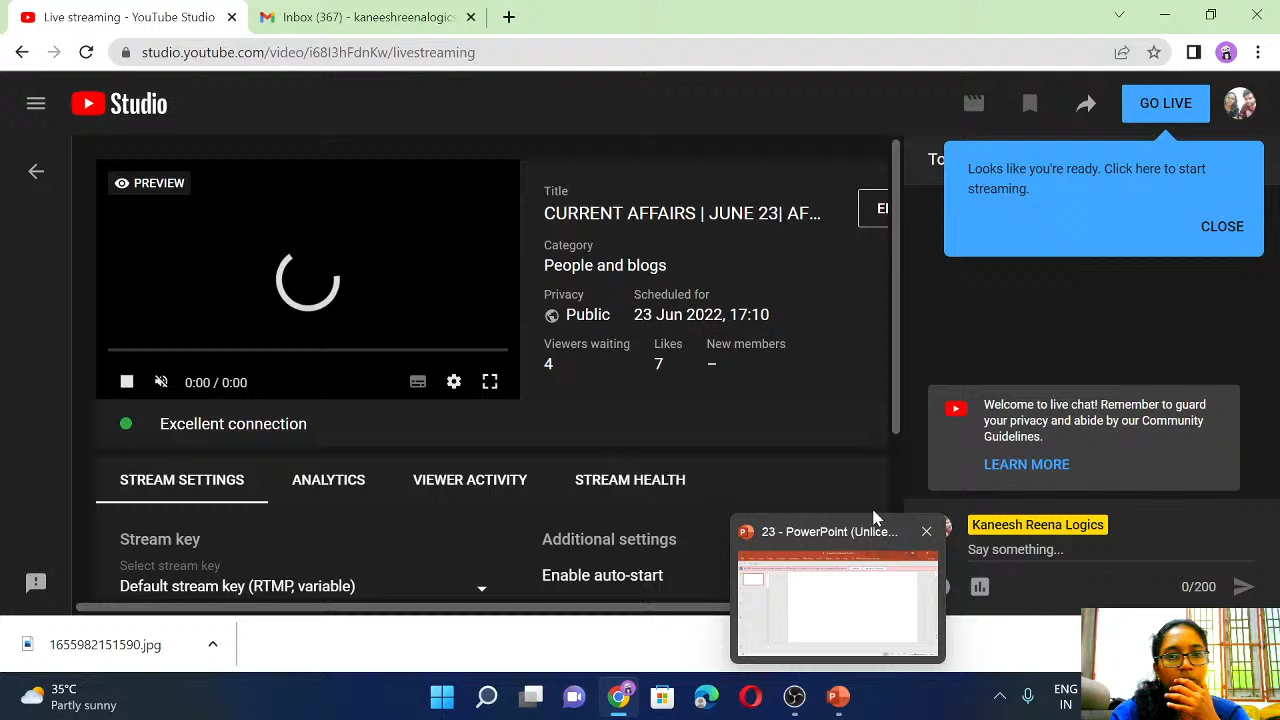 Live streaming - YouTube Studio
Inbox (367) - kaneeshreenalogics
studio.youtube.com/video/i68I3hFdnKw/livestreaming
Studio
GO LIVE
PREVIEW
0:00 / 0:00
Excellent connection
Title
CURRENT AFFAIRS | JUNE 23| AF...
Category
People and blogs
Privacy
Public
Scheduled for
23 Jun 2022, 17:10
Viewers waiting
4
Likes
7
New members
–
Looks like you're ready. Click here to start
streaming.
CLOSE
Welcome to live chat! Remember to guard
your privacy and abide by our Community
Guidelines.
LEARN MORE
STREAM SETTINGS
ANALYTICS
VIEWER ACTIVITY
STREAM HEALTH
Stream key
Select stream key
Default stream key (RTMP, variable)
Additional settings
Enable auto-start
23 - PowerPoint (Unlice...
Kaneesh Reena Logics
Say something...
0/200
1655982151590.jpg
35°C
Partly sunny
ENG
IN